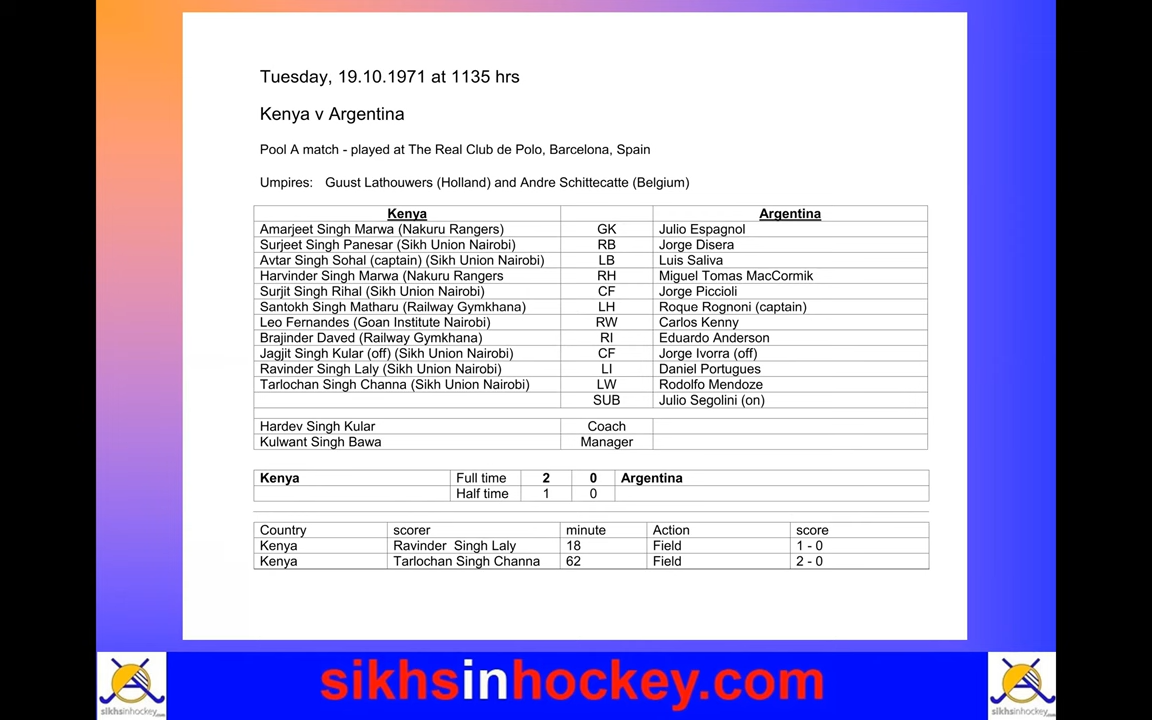 Tuesday, 19.10.1971 at 1135 hrs
Kenya v Argentina
Pool A match - played at The Real Club de Polo, Barcelona, Spain
Umpires: Guust Lathouwers (Holland) and Andre Schittecatte (Belgium)
Kenya Argentina
Amarjeet Singh Marwa (Nakuru Rangers) GK Julio Espagnol
Surjeet Singh Panesar (Sikh Union Nairobi) RB Jorge Disera
Avtar Singh Sohal (captain) (Sikh Union Nairobi) LB Luis Saliva
Harvinder Singh Marwa (Nakuru Rangers RH Miguel Tomas MacCormik
Surjit Singh Rihal (Sikh Union Nairobi) CF Jorge Piccioli
Santokh Singh Matharu (Railway Gymkhana) LH Roque Rognoni (captain)
Leo Fernandes (Goan Institute Nairobi) RW Carlos Kenny
Brajinder Daved (Railway Gymkhana) RI Eduardo Anderson
Jagjit Singh Kular (off) (Sikh Union Nairobi) CF Jorge Ivorra (off)
Ravinder Singh Laly (Sikh Union Nairobi) LI Daniel Portugues
Tarlochan Singh Channa (Sikh Union Nairobi) LW Rodolfo Mendoze
SUB Julio Segolini (on)
Hardev Singh Kular Coach
Kulwant Singh Bawa Manager
Kenya Full time 2 0 Argentina
Half time 1 0
Country scorer minute Action score
Kenya Ravinder Singh Laly 18 Field 1 - 0
Kenya Tarlochan Singh Channa 62 Field 2 - 0
sikhsinhockey.com
sikhsinhockey.com
sikhsinhockey.com